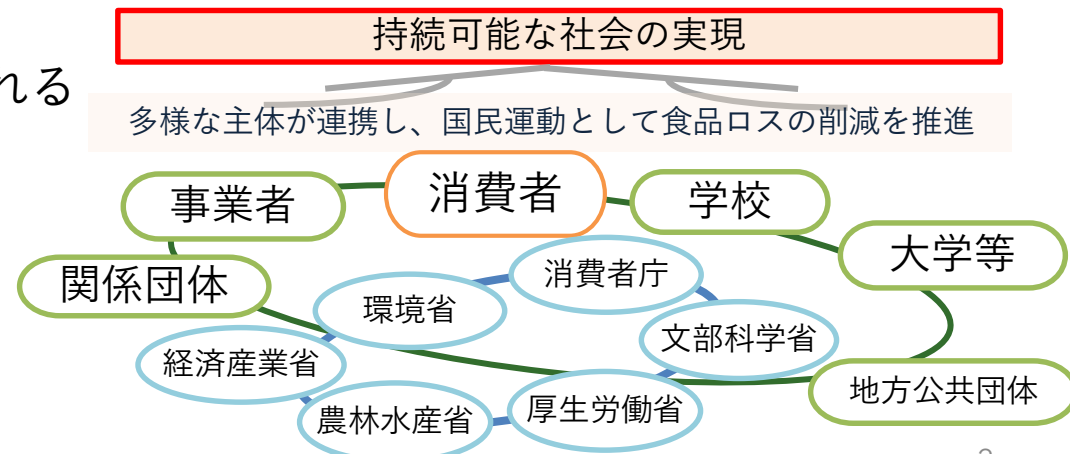 持続可能な社会の実現
れる
多様な主体が連携し、国民運動として食品ロスの削減を推進
消費者
事業者
学校
大学等
関係団体
消費者庁
環境省
文部科学省
経済産業省
地方公共団体
厚生労働省
農林水産省